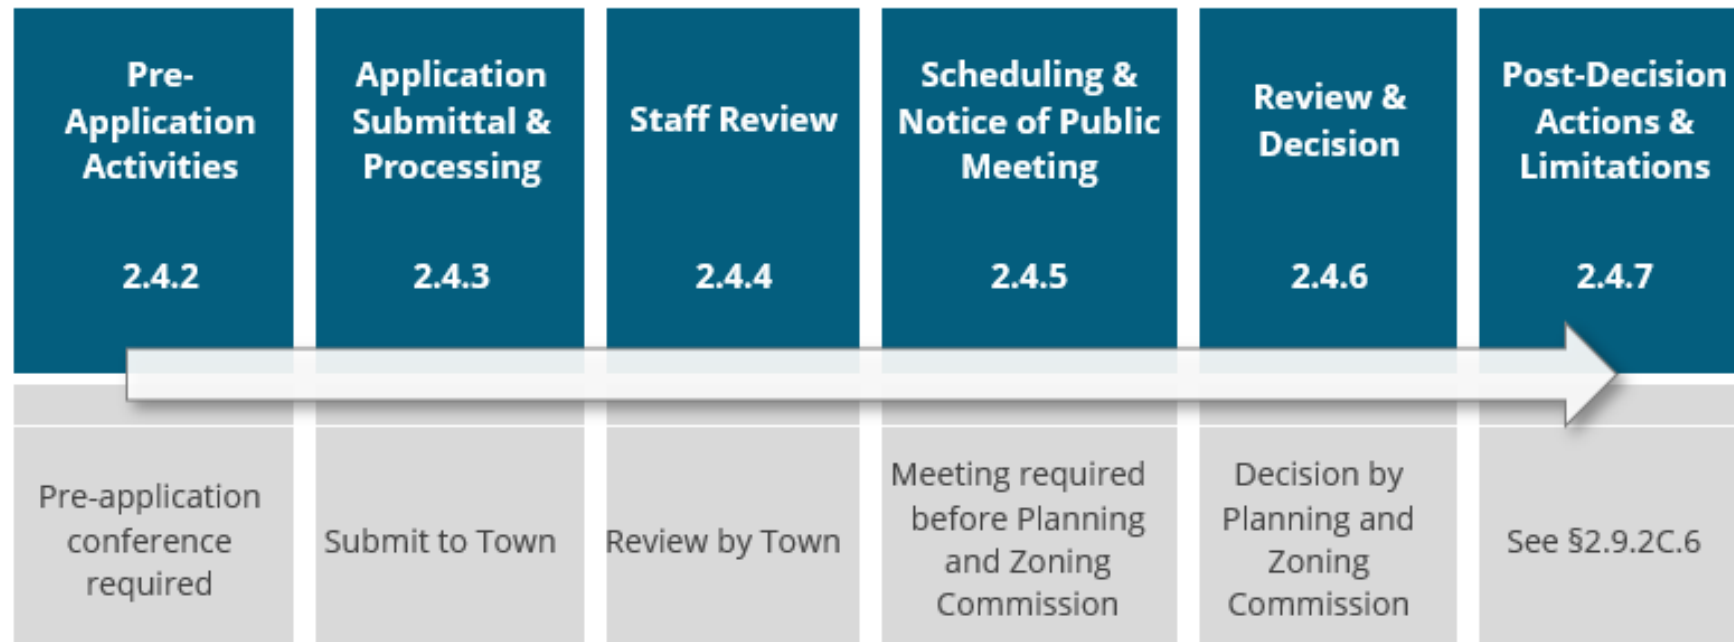 Pre-
Application
Activities
2.4.2
Application
Submittal &
Processing
2.4.3
Staff Review
2.4.4
Scheduling &
Notice of Public
Meeting
2.4.5
Review &
Decision
2.4.6
Post-Decision
Actions &
Limitations
2.4.7
Pre-application
conference
required
Submit to Town
Review by Town
Meeting required
before Planning
and Zoning
Commission
Decision by
Planning and
Zoning
Commission
See §2.9.2C.6